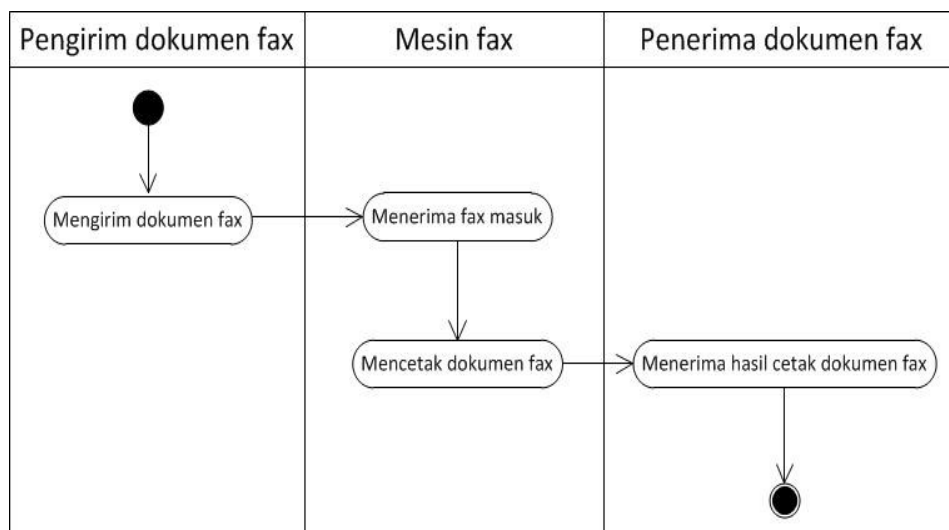 Pengirim dokumen fax
Mesin fax
Penerima dokumen fax
Mengirim dokumen fax
Menerima fax masuk
Mencetak dokumen fax
Menerima hasil cetak dokumen fax